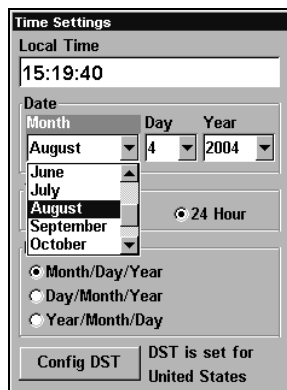 Time Settings
Local Time
15:19:40
Date
Month Day Year
August 4 2004
June
July
August
September
October
24 Hour
Month/Day/Year
Day/Month/Year
Year/Month/Day
Config DST
DST is set for
United States